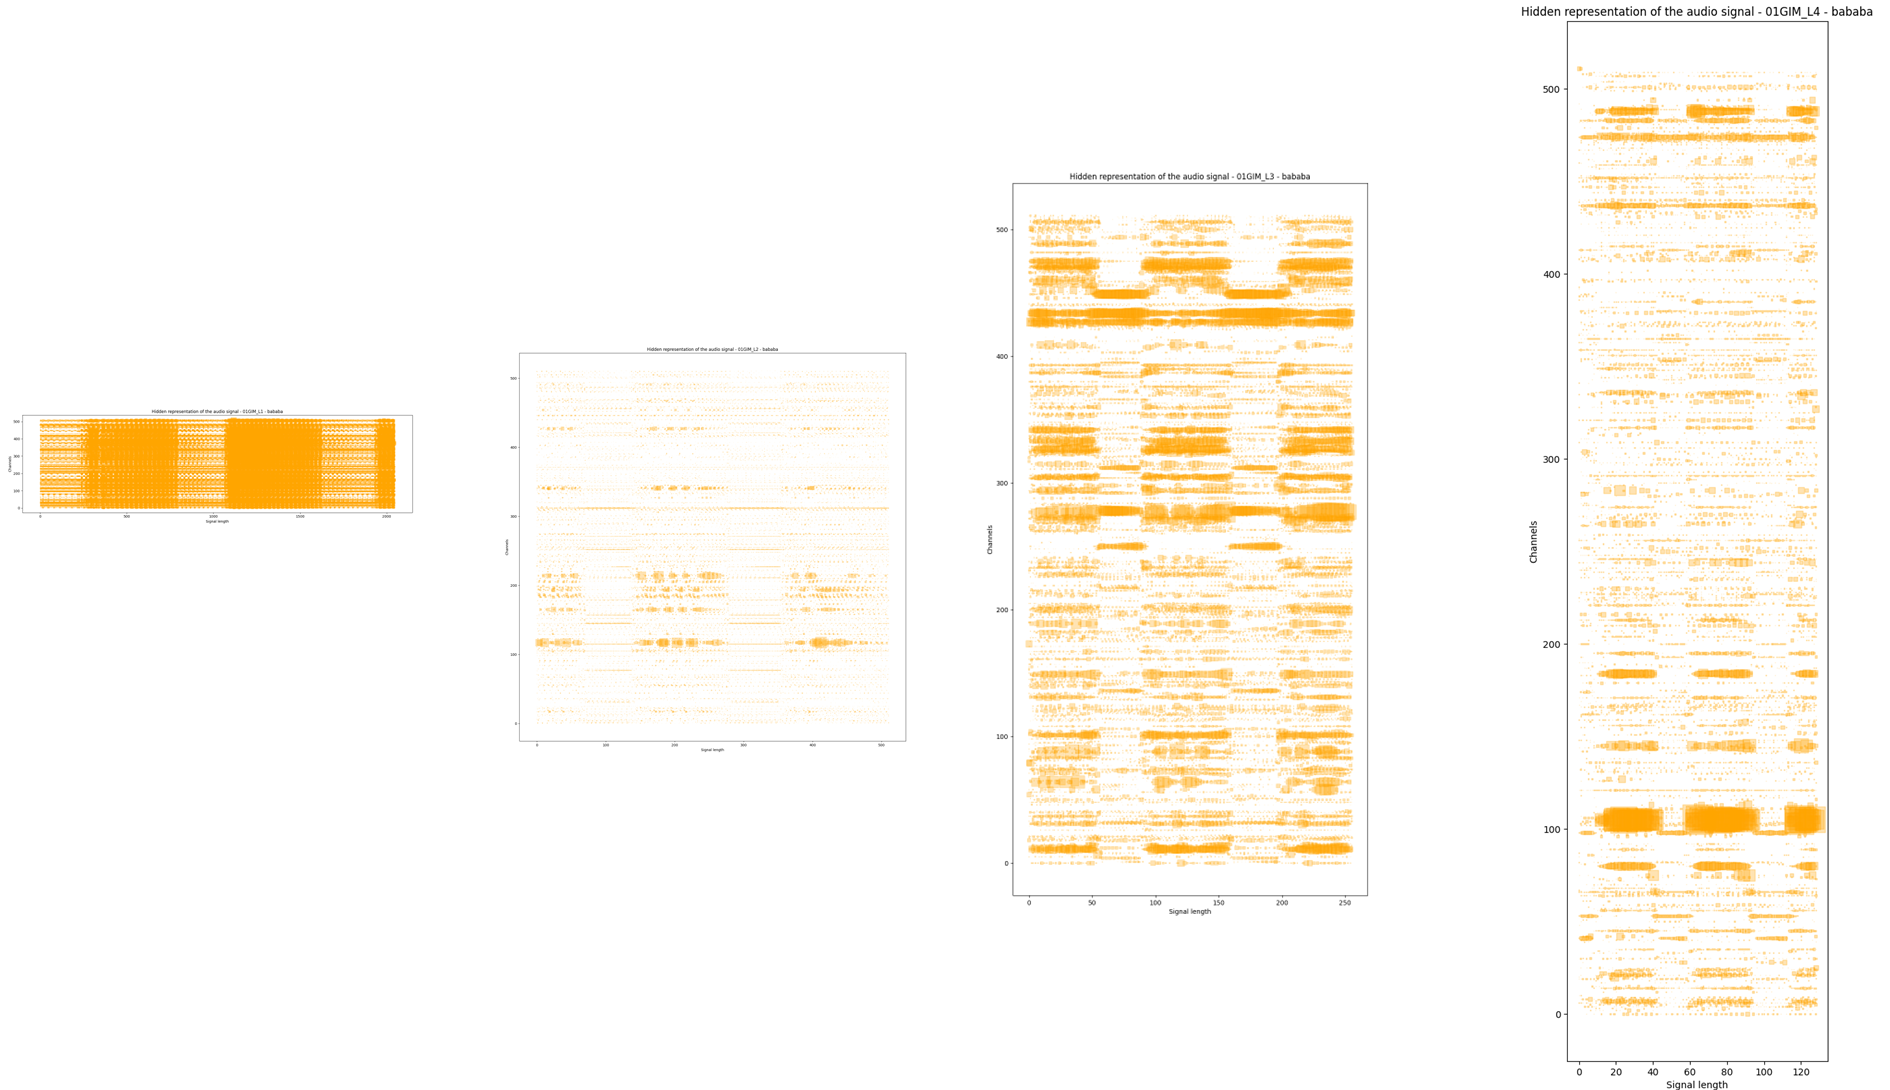 Hidden representation of the audio signal - 01GIM_L1 - bababa
500
400
300
200
100
0
Channels
0 500 1000 1500 2000
Signal length
Hidden representation of the audio signal - 01GIM_L2 - bababa
500
400
300
200
100
0
Channels
0 100 200 300 400 500
Signal length
Hidden representation of the audio signal - 01GIM_L3 - bababa
500
400
300
200
100
0
Channels
0 50 100 150 200 250
Signal length
Hidden representation of the audio signal - 01GIM_L4 - bababa
500
400
300
200
100
0
Channels
0 20 40 60 80 100 120
Signal length